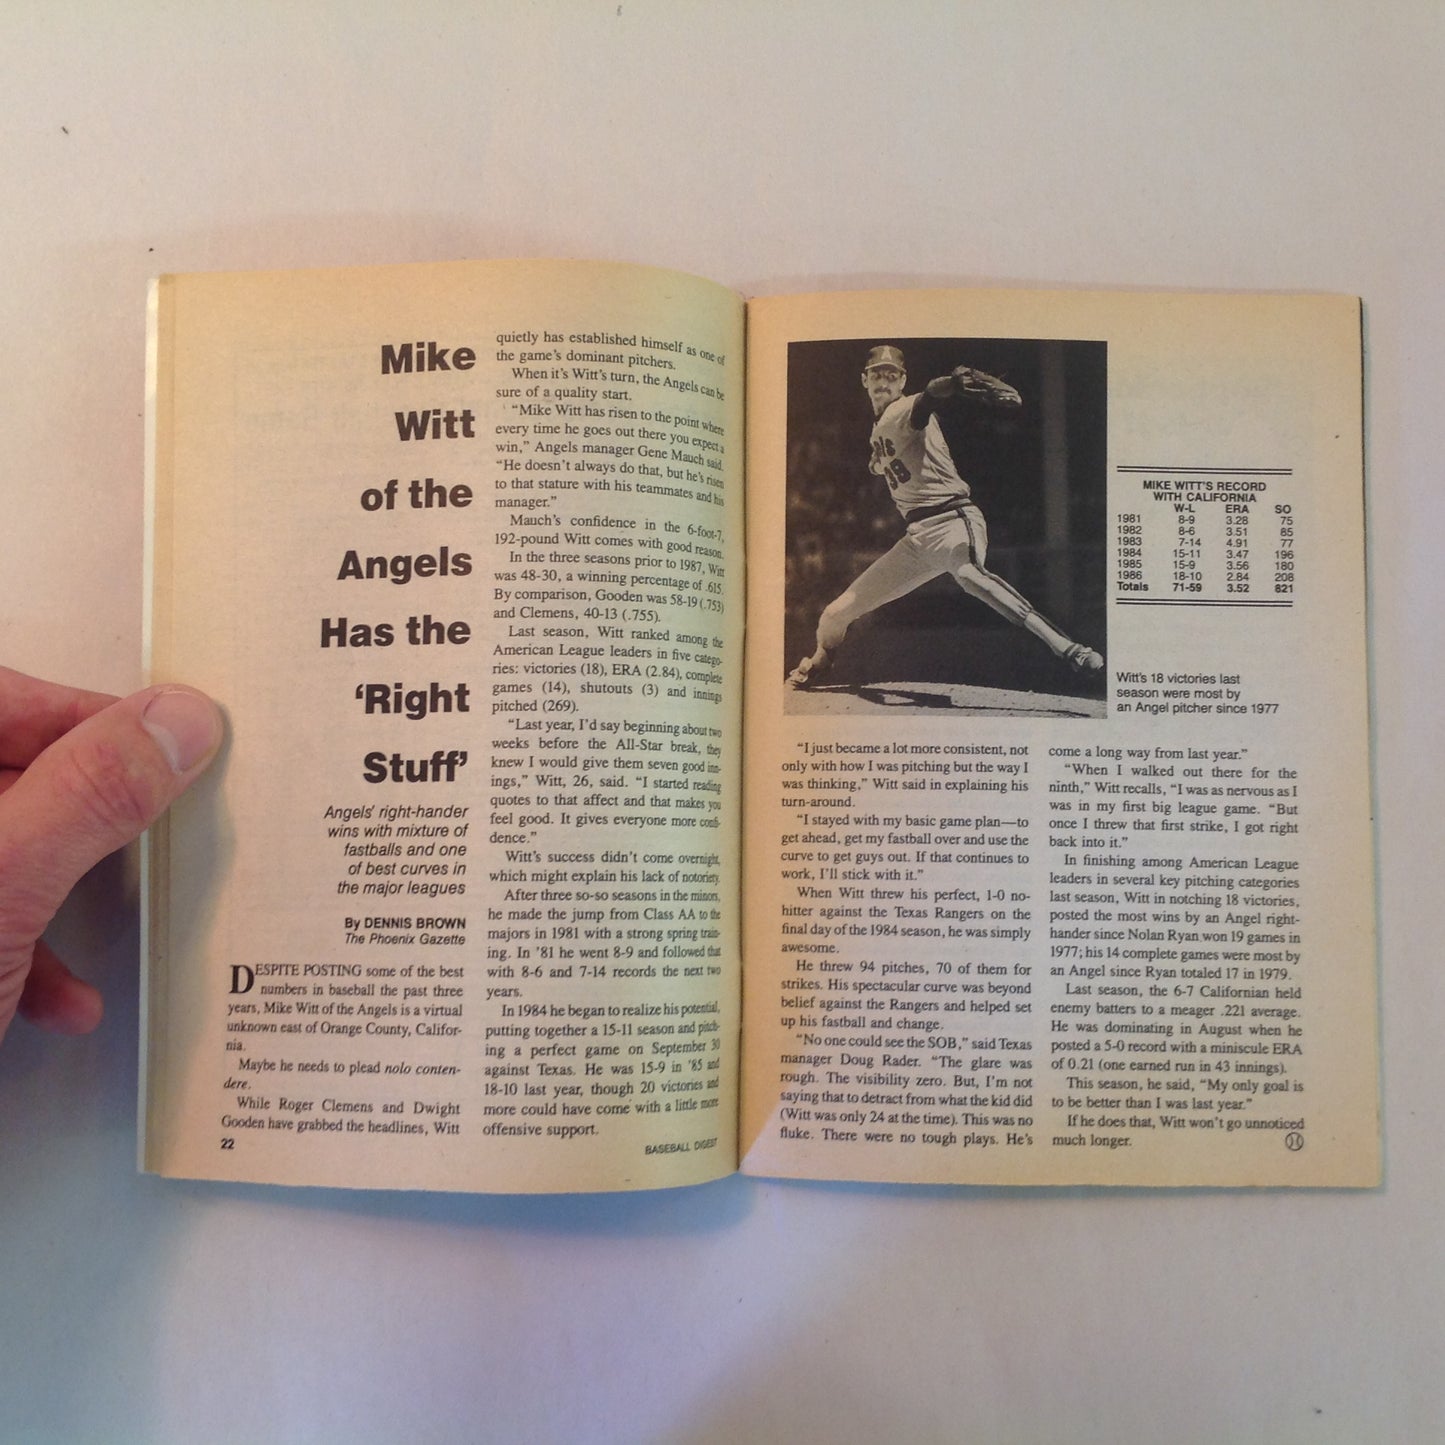 Mike
Witt
of the
Angels
Has the
‘Right
Stuff’
Angels’ right-hander
wins with mixture of
fastballs and one
of best curves in
the major leagues
By DENNIS BROWN
The Phoenix Gazette
DESPITE POSTING some of the best
numbers in baseball the past three
years, Mike Witt of the Angels is a virtual
unknown east of Orange County, Califor-
nia.
Maybe he needs to plead nolo conten-
dere.
While Roger Clemens and Dwight
Gooden have grabbed the headlines, Witt
22
quietly has established himself as one of
the game’s dominant pitchers.
When it’s Witt’s turn, the Angels can be
sure of a quality start.
“Mike Witt has risen to the point where
every time he goes out there you expect a
win,” Angels manager Gene Mauch said.
“He doesn’t always do that, but he’s risen
to that stature with his teammates and his
manager.”
Mauch’s confidence in the 6-foot-7,
192-pound Witt comes with good reason.
In the three seasons prior to 1987, Witt
was 48-30, a winning percentage of .615.
By comparison, Gooden was 58-19 (.753)
and Clemens, 40-13 (.755).
Last season, Witt ranked among the
American League leaders in five catego-
ries: victories (18), ERA (2.84), complete
games (14), shutouts (3) and innings
pitched (269).
“Last year, I’d say beginning about two
weeks before the All-Star break, they
knew I would give them seven good inn-
ings,” Witt, 26, said. “I started reading
quotes to that affect and that makes you
feel good. It gives everyone more confi-
dence.”
Witt’s success didn’t come overnight,
which might explain his lack of notoriety.
After three so-so seasons in the minors,
he made the jump from Class AA to the
majors in 1981 with a strong spring train-
ing. In ’81 he went 8-9 and followed that
with 8-6 and 7-14 records the next two
years.
In 1984 he began to realize his potential,
putting together a 15-11 season and pitch-
ing a perfect game on September 30
against Texas. He was 15-9 in ’85 and
18-10 last year, though 20 victories and
more could have come with a little more
offensive support.
BASEBALL DIGEST
A
39
MIKE WITT’S RECORD
WITH CALIFORNIA
W-L ERA SO
1981 8-9 3.28 75
1982 8-6 3.51 85
1983 7-14 4.91 77
1984 15-11 3.47 196
1985 15-9 3.56 180
1986 18-10 2.84 208
Totals 71-59 3.52 821
Witt’s 18 victories last
season were most by
an Angel pitcher since 1977
“I just became a lot more consistent, not
only with how I was pitching but the way I
was thinking,” Witt said in explaining his
turn-around.
“I stayed with my basic game plan—to
get ahead, get my fastball over and use the
curve to get guys out. If that continues to
work, I’ll stick with it.”
When Witt threw his perfect, 1-0 no-
hitter against the Texas Rangers on the
final day of the 1984 season, he was simply
awesome.
He threw 94 pitches, 70 of them for
strikes. His spectacular curve was beyond
belief against the Rangers and helped set
up his fastball and change.
“No one could see the SOB,” said Texas
manager Doug Rader. “The glare was
rough. The visibility zero. But, I’m not
saying that to detract from what the kid did
(Witt was only 24 at the time). This was no
fluke. There were no tough plays. He’s
come a long way from last year.”
“When I walked out there for the
ninth,” Witt recalls, “I was as nervous as I
was in my first big league game. “But
once I threw that first strike, I got right
back into it.”
In finishing among American League
leaders in several key pitching categories
last season, Witt in notching 18 victories,
posted the most wins by an Angel right-
hander since Nolan Ryan won 19 games in
1977; his 14 complete games were most by
an Angel since Ryan totaled 17 in 1979.
Last season, the 6-7 Californian held
enemy batters to a meager .221 average.
He was dominating in August when he
posted a 5-0 record with a miniscule ERA
of 0.21 (one earned run in 43 innings).
This season, he said, “My only goal is
to be better than I was last year.”
If he does that, Witt won’t go unnoticed
much longer.